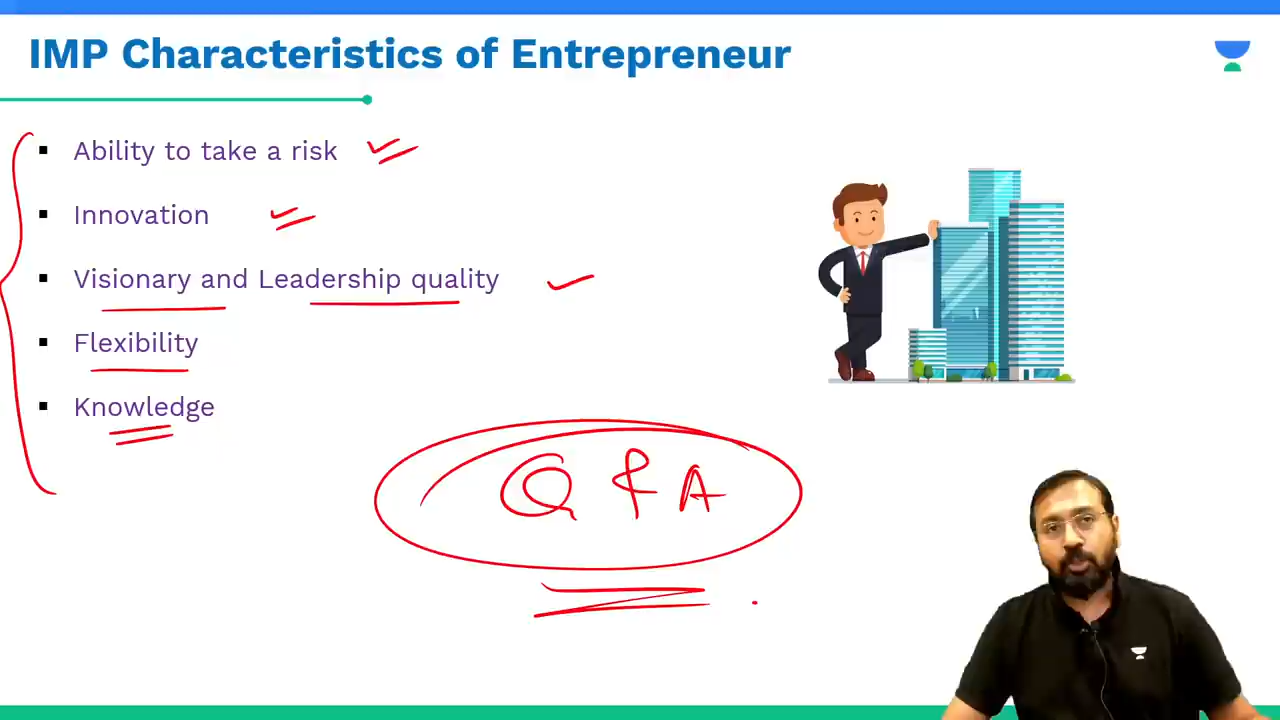 IMP Characteristics of Entrepreneur
▪ Ability to take a risk
▪ Innovation
▪ Visionary and Leadership quality
▪ Flexibility
▪ Knowledge
Q & A